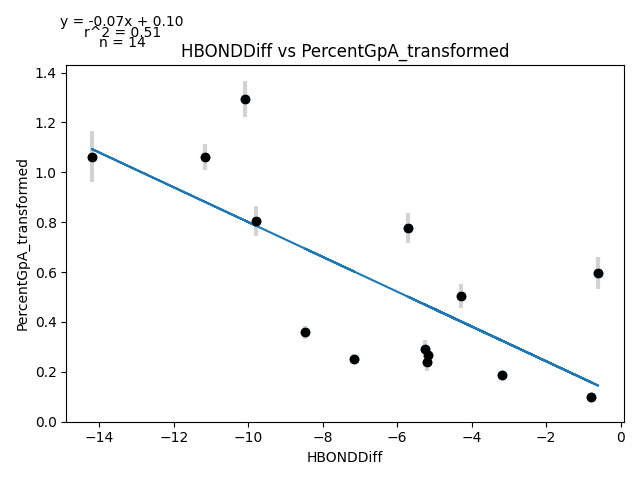 y = -0.07x + 0.10
r^2 = 0.51
n = 14
HBONDDiff vs PercentGpA_transformed
1.4
1.2
1.0
0.8
0.6
0.4
0.2
0.0
PercentGpA_transformed
−14
−12
−10
−8
−6
−4
−2
0
HBONDDiff